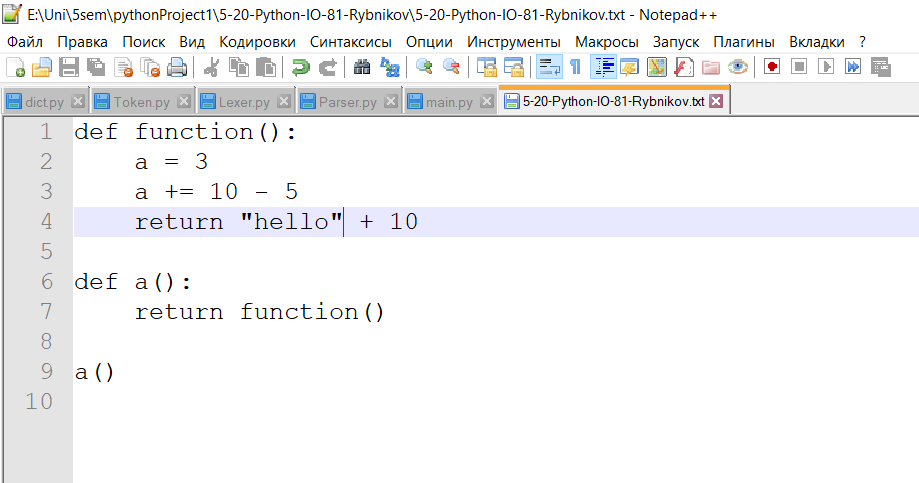 E:\Uni\5sem\pythonProject1\5-20-Python-IO-81-Rybnikov\5-20-Python-IO-81-Rybnikov.txt - Notepad++
Файл Правка Поиск Вид Кодировки Синтаксисы Опции Инструменты Макросы Запуск Плагины Вкладки ?
dict.py Token.py Lexer.py Parser.py main.py 5-20-Python-IO-81-Rybnikov.txt
1 def function():
2     a = 3
3     a += 10 - 5
4     return "hello" + 10
5
6 def a():
7     return function()
8
9 a()
10